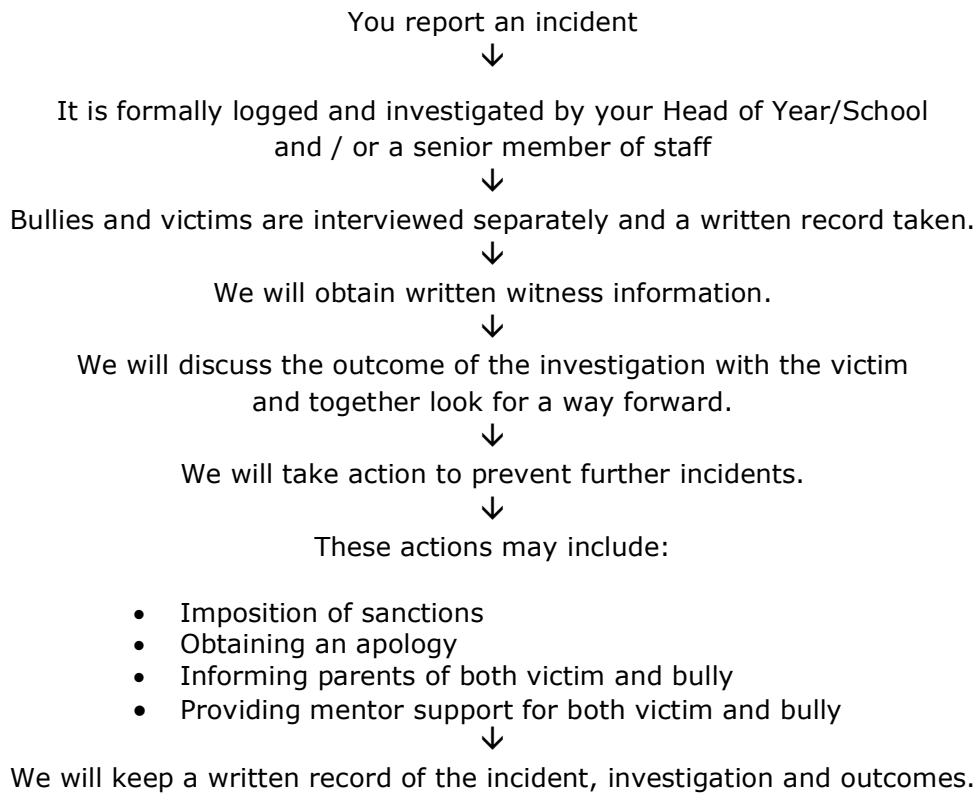 You report an incident
↓
It is formally logged and investigated by your Head of Year/School
and / or a senior member of staff
↓
Bullies and victims are interviewed separately and a written record taken.
↓
We will obtain written witness information.
↓
We will discuss the outcome of the investigation with the victim
and together look for a way forward.
↓
We will take action to prevent further incidents.
↓
These actions may include:
• Imposition of sanctions
• Obtaining an apology
• Informing parents of both victim and bully
• Providing mentor support for both victim and bully
↓
We will keep a written record of the incident, investigation and outcomes.